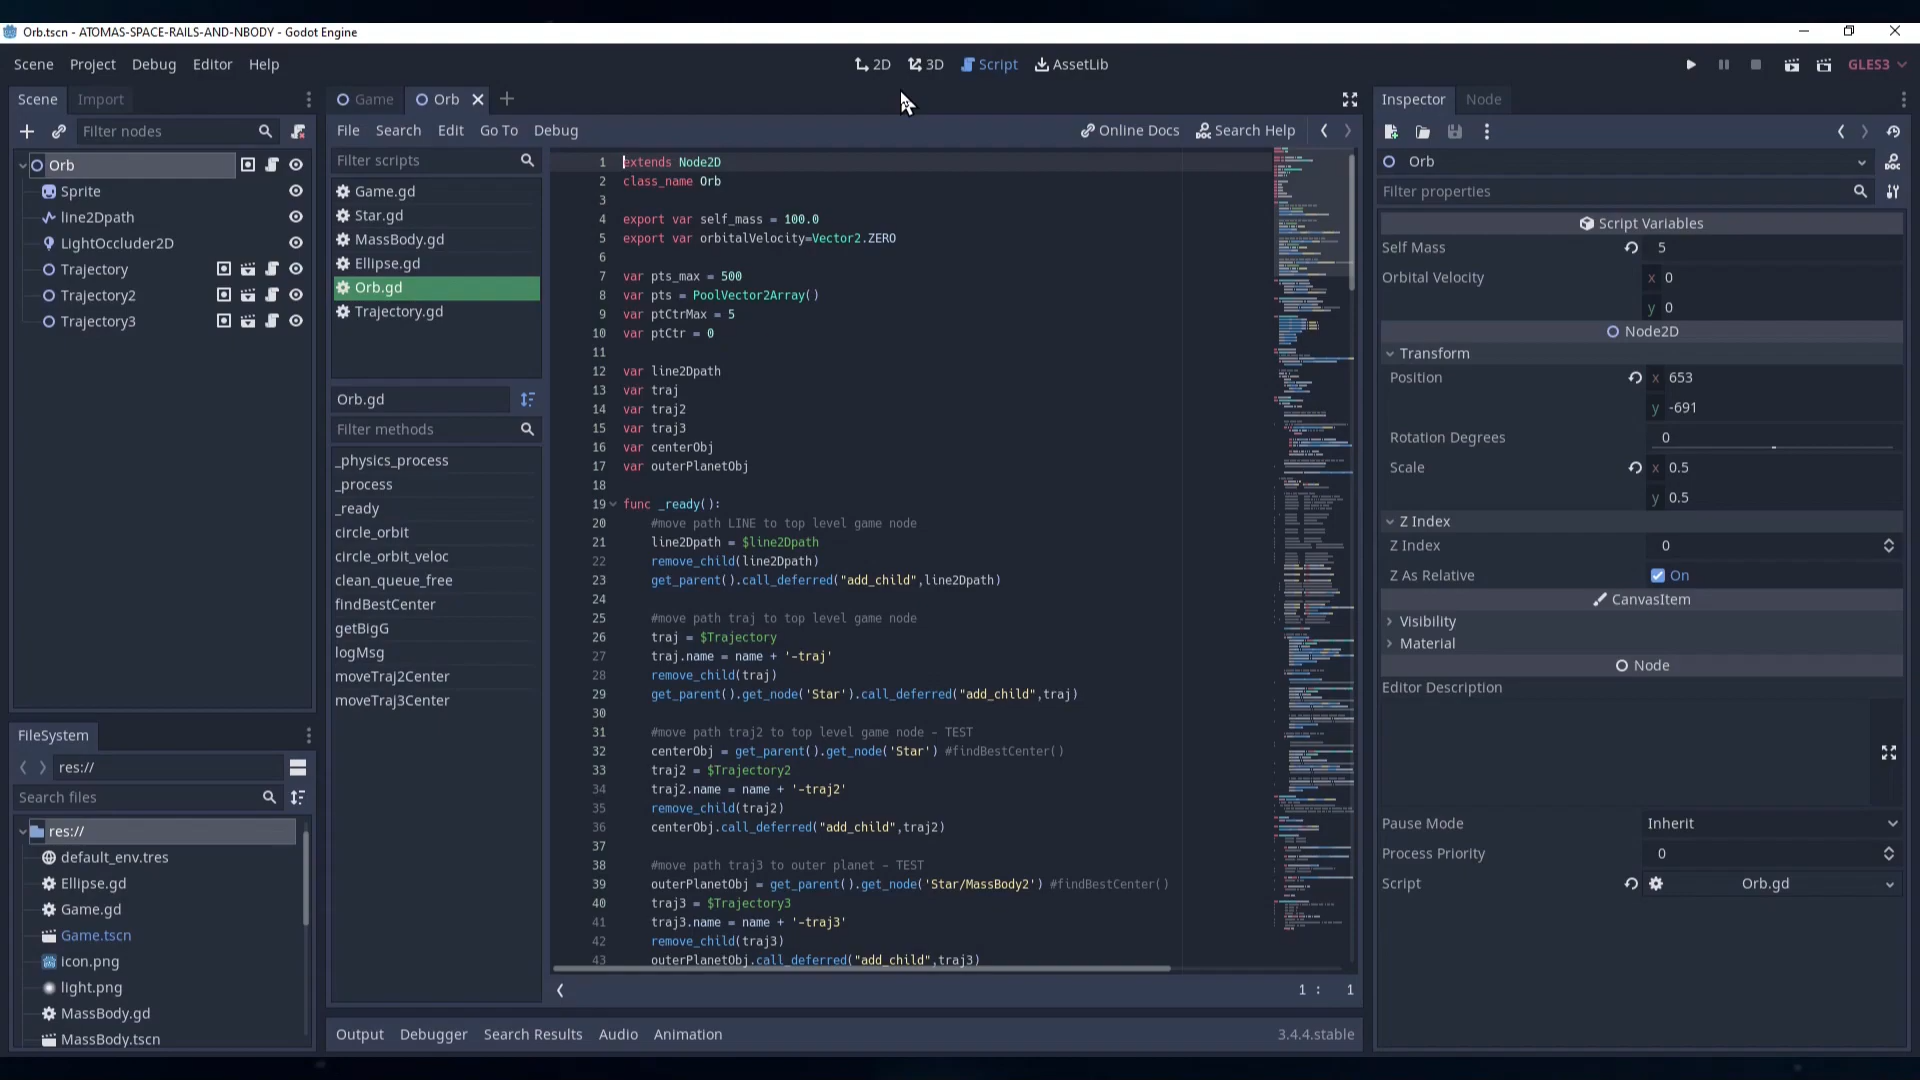 Orb.tscn - ATOMAS-SPACE-RAILS-AND-NBODY - Godot Engine
Scene Project Debug Editor Help
2D 3D Script AssetLib
GLES3
Scene Import
Filter nodes
Orb
Sprite
line2Dpath
LightOccluder2D
Trajectory
Trajectory2
Trajectory3
FileSystem
res://
Search files
res://
default_env.tres
Ellipse.gd
Game.gd
Game.tscn
icon.png
light.png
MassBody.gd
MassBody.tscn
Game Orb
File Search Edit Go To Debug
Online Docs Search Help
Filter scripts
Game.gd
Star.gd
MassBody.gd
Ellipse.gd
Orb.gd
Trajectory.gd
Orb.gd
Filter methods
_physics_process
_process
_ready
circle_orbit
circle_orbit_veloc
clean_queue_free
findBestCenter
getBigG
logMsg
moveTraj2Center
moveTraj3Center
1 extends Node2D
2 class_name Orb
3
4 export var self_mass = 100.0
5 export var orbitalVelocity=Vector2.ZERO
6
7 var pts_max = 500
8 var pts = PoolVector2Array()
9 var ptCtrMax = 5
10 var ptCtr = 0
11
12 var line2Dpath
13 var traj
14 var traj2
15 var traj3
16 var centerObj
17 var outerPlanetObj
18
19 func _ready():
20 #move path LINE to top level game node
21 line2Dpath = $line2Dpath
22 remove_child(line2Dpath)
23 get_parent().call_deferred("add_child",line2Dpath)
24
25 #move path traj to top level game node
26 traj = $Trajectory
27 traj.name = name + '-traj'
28 remove_child(traj)
29 get_parent().get_node('Star').call_deferred("add_child",traj)
30
31 #move path traj2 to top level game node - TEST
32 centerObj = get_parent().get_node('Star') #findBestCenter()
33 traj2 = $Trajectory2
34 traj2.name = name + '-traj2'
35 remove_child(traj2)
36 centerObj.call_deferred("add_child",traj2)
37
38 #move path traj3 to outer planet - TEST
39 outerPlanetObj = get_parent().get_node('Star/MassBody2') #findBestCenter()
40 traj3 = $Trajectory3
41 traj3.name = name + '-traj3'
42 remove_child(traj3)
43 outerPlanetObj.call_deferred("add_child",traj3)
1 : 1
Output Debugger Search Results Audio Animation
3.4.4.stable
Inspector Node
Orb
Filter properties
Script Variables
Self Mass 5
Orbital Velocity x 0
y 0
Node2D
Transform
Position x 653
y -691
Rotation Degrees 0
Scale x 0.5
y 0.5
Z Index
Z Index 0
Z As Relative On
CanvasItem
Visibility
Material
Node
Editor Description
Pause Mode Inherit
Process Priority 0
Script Orb.gd